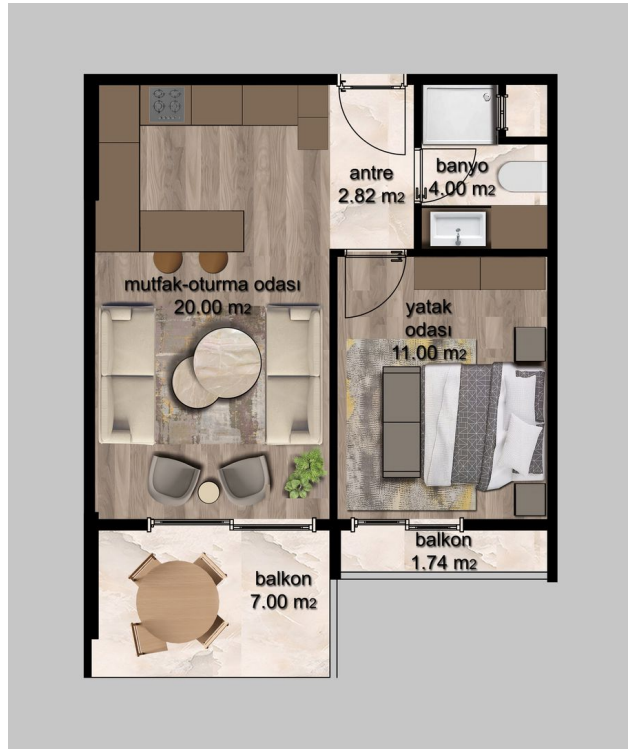 antre
2.82 m2
banyo
4.00 m2
mutfak-oturma odası
20.00 m2
yatak
odası
11.00 m2
balkon
1.74 m2
balkon
7.00 m2